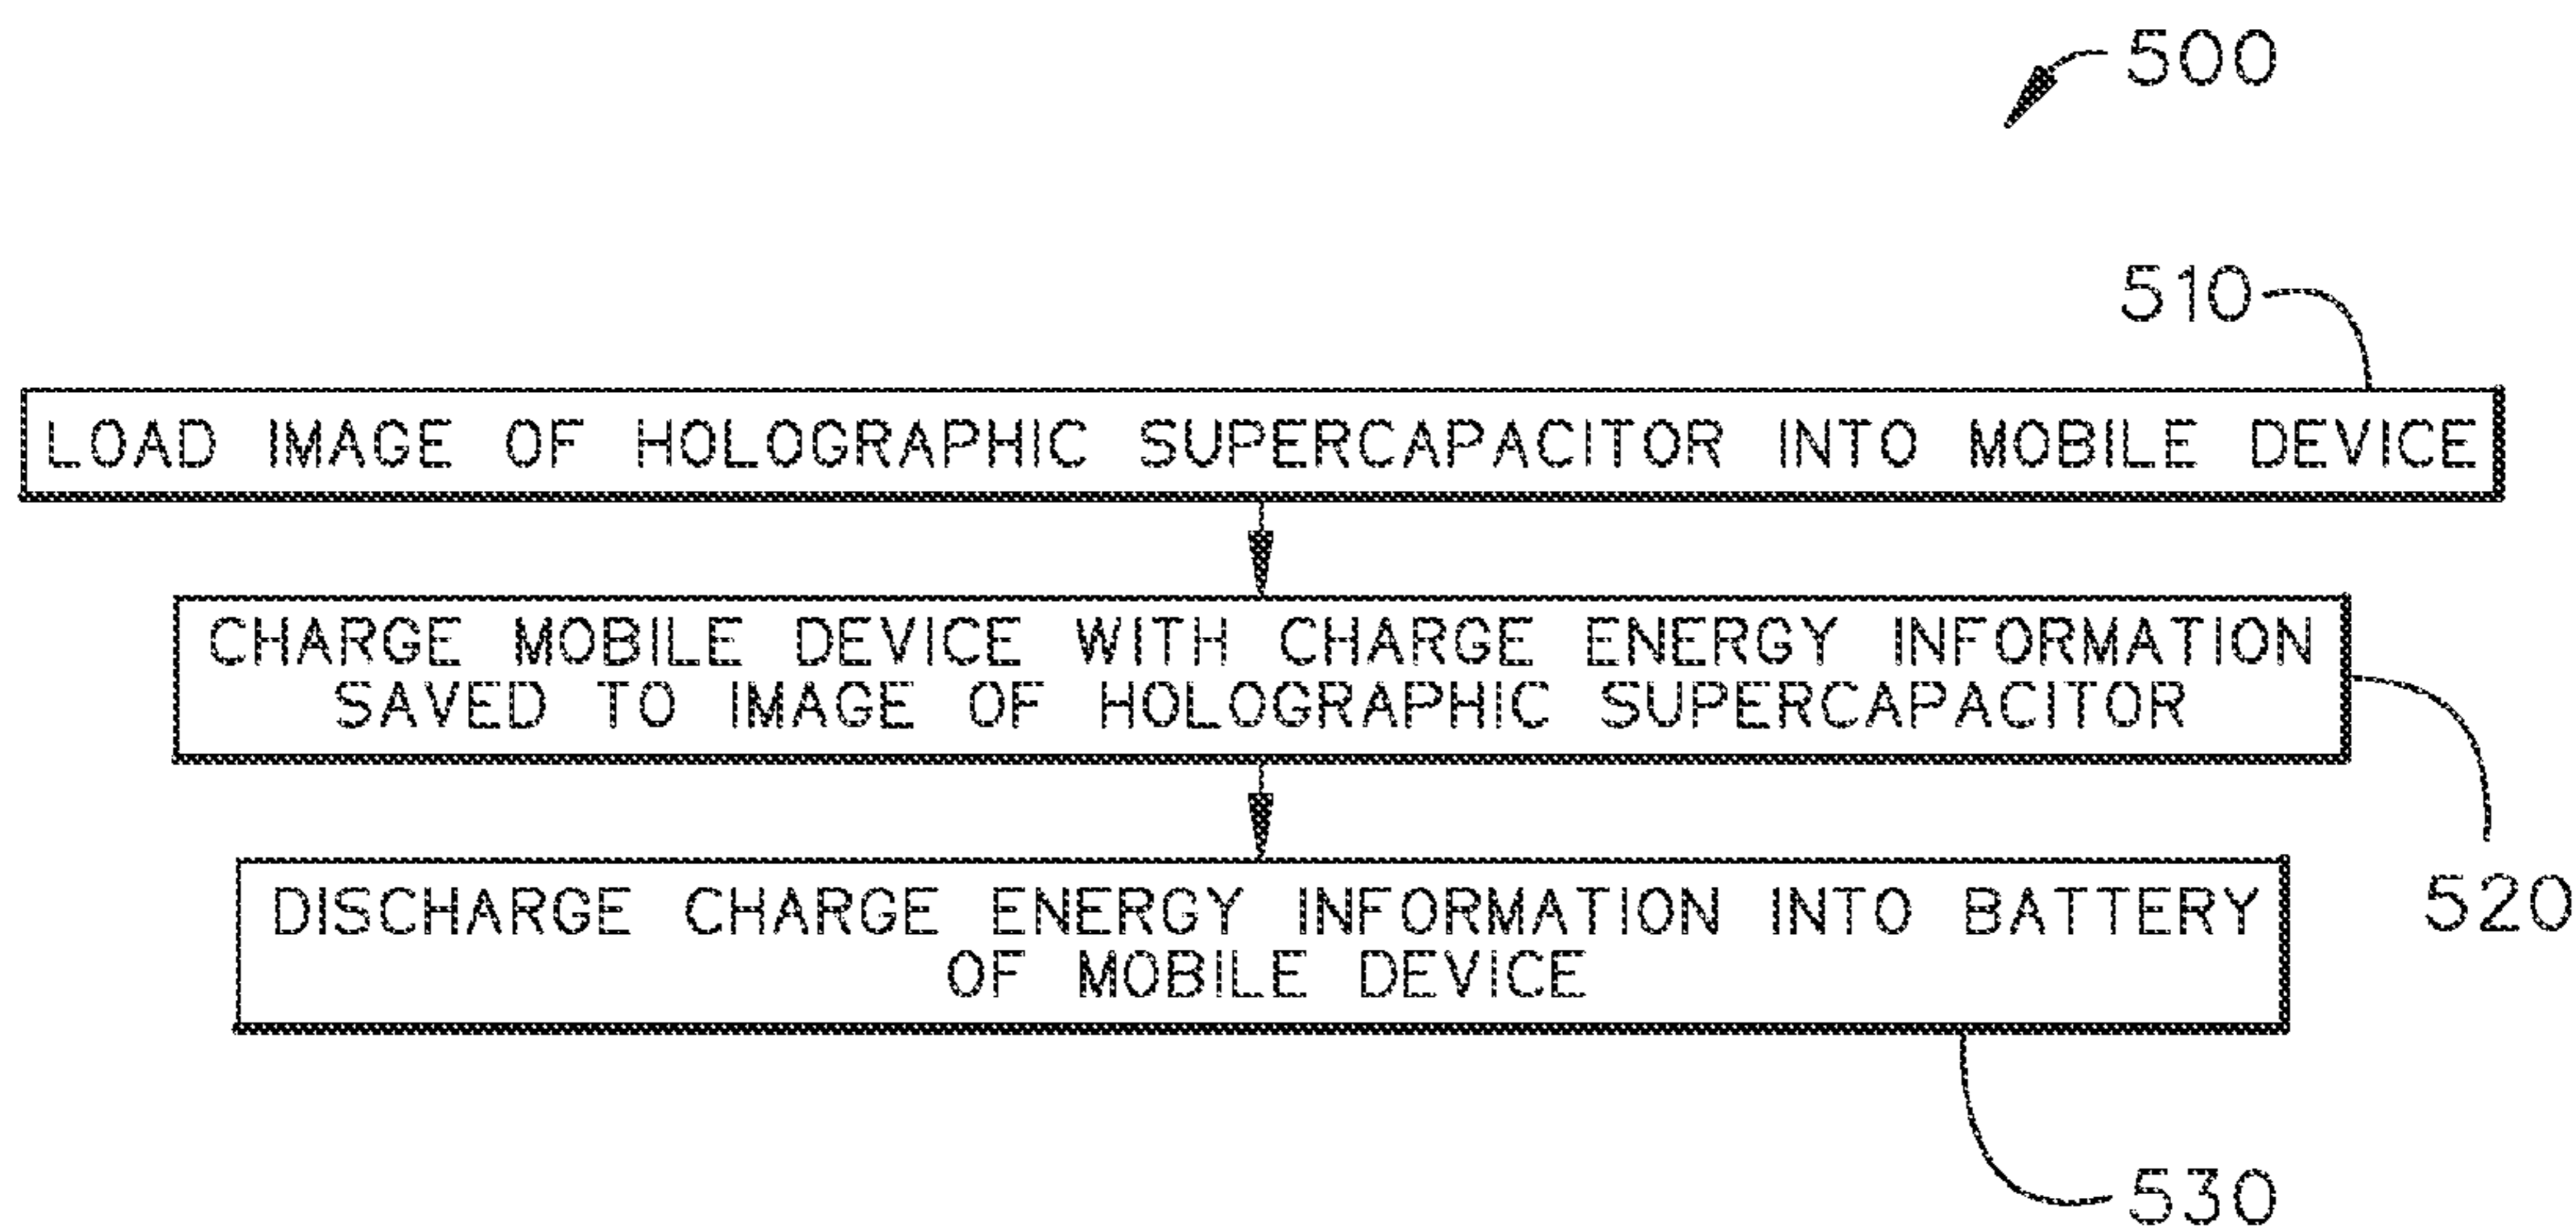 500
510
LOAD IMAGE OF HOLOGRAPHIC SUPERCAPACITOR INTO MOBILE DEVICE
CHARGE MOBILE DEVICE WITH CHARGE ENERGY INFORMATION
SAVED TO IMAGE OF HOLOGRAPHIC SUPERCAPACITOR
520
DISCHARGE CHARGE ENERGY INFORMATION INTO BATTERY
OF MOBILE DEVICE
530